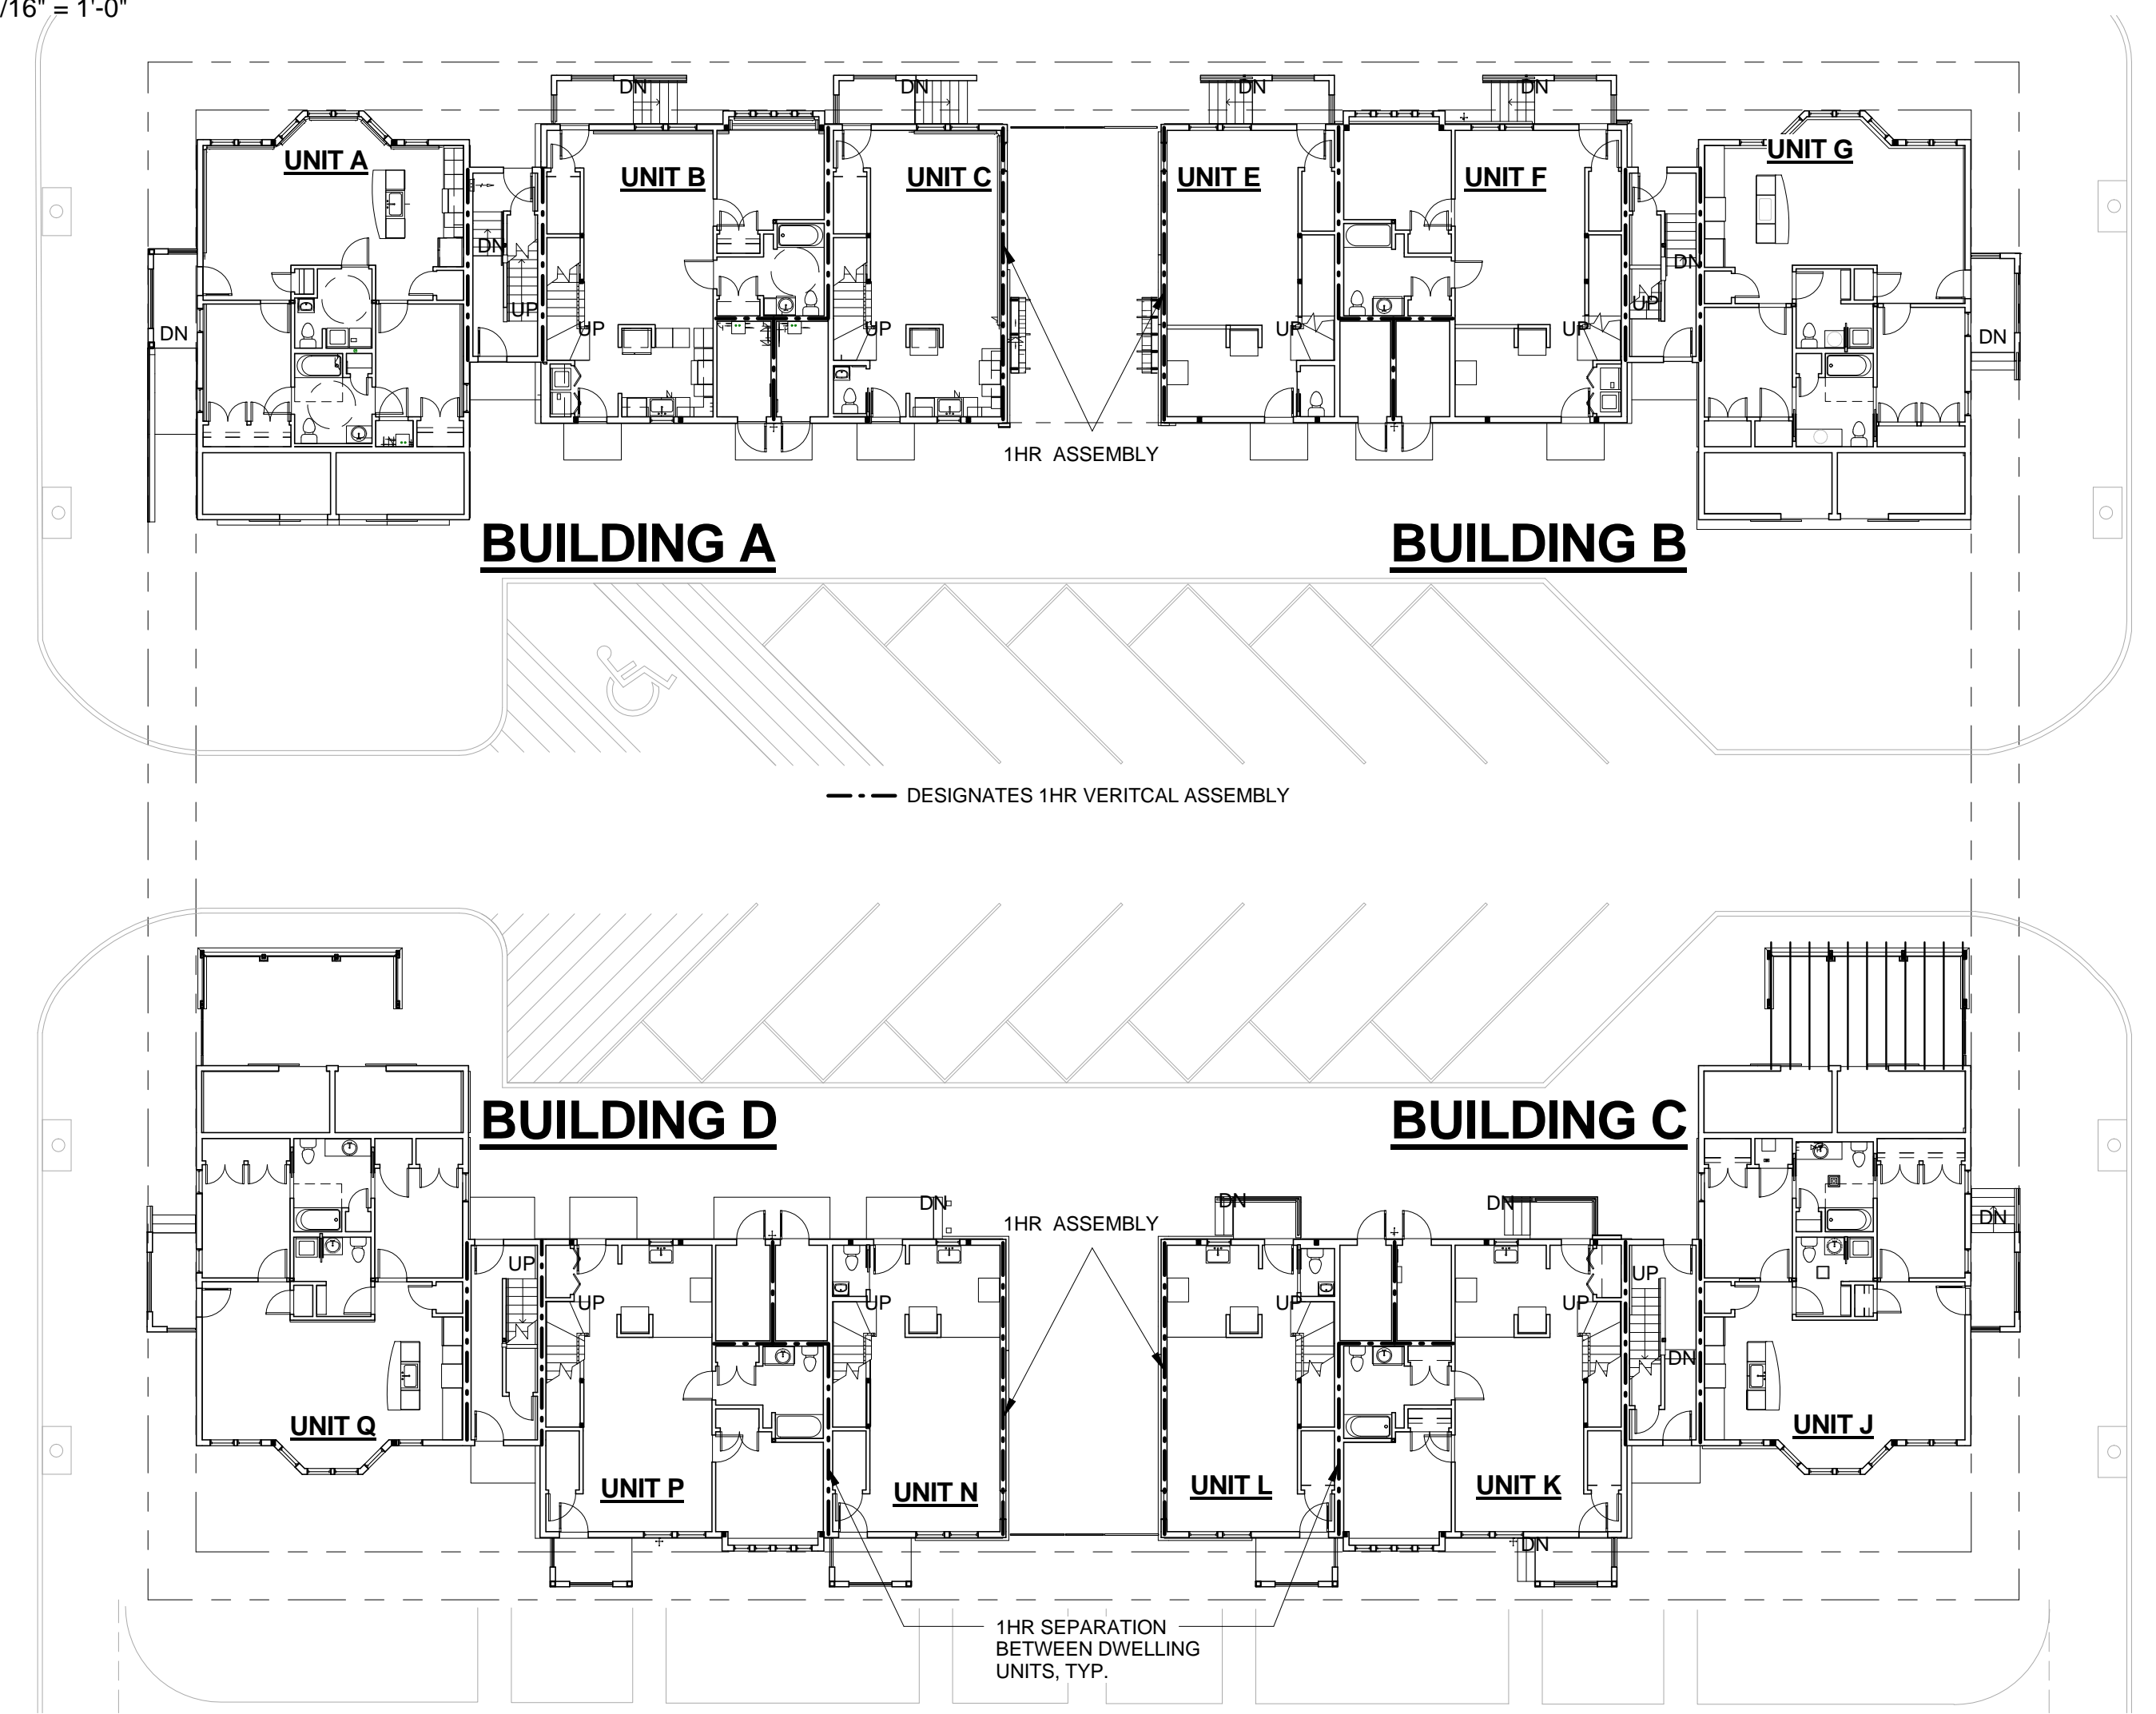 /16" = 1'-0"
DN
DN
DN
DN
UNIT A
UNIT B
UNIT C
UNIT E
UNIT F
UNIT G
DN
DN
UP
UP
DN
UP
UP
UP
UP
UP
DN
1HR ASSEMBLY
BUILDING A
BUILDING B
DESIGNATES 1HR VERITCAL ASSEMBLY
BUILDING D
BUILDING C
DN
1HR ASSEMBLY
DN
DN
DN
UP
UP
UP
UP
UP
UP
DN
UNIT Q
UNIT P
UNIT N
UNIT L
UNIT K
UNIT J
DN
1HR SEPARATION
BETWEEN DWELLING
UNITS, TYP.